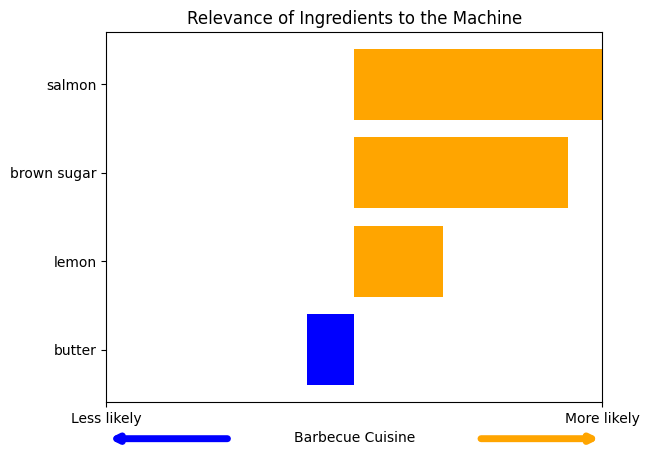 Relevance of Ingredients to the Machine
salmon
brown sugar
lemon
butter
Less likely
More likely
Barbecue Cuisine